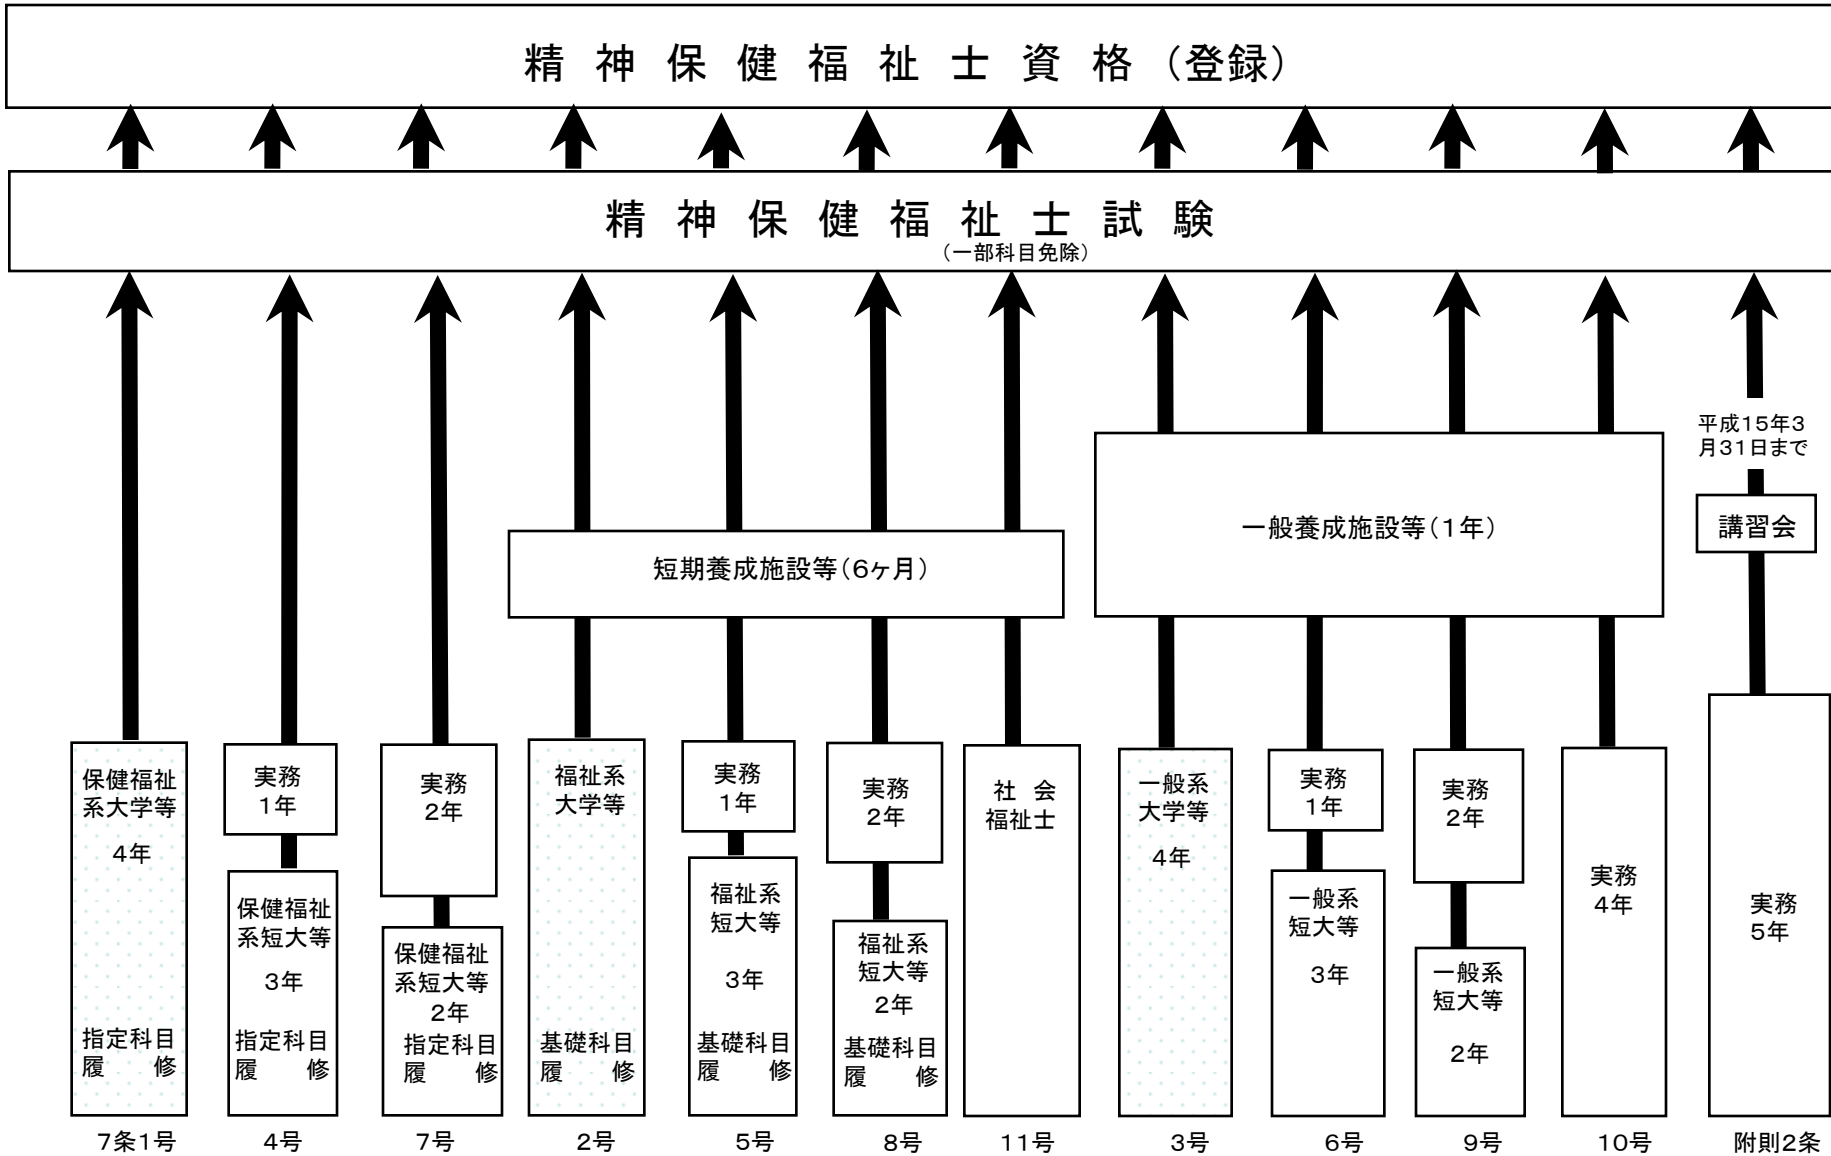 精神保健福祉士資格（登録）
精神保健福祉士試験
（一部科目免除）
平成15年3
月31日まで
講習会
一般養成施設等（1年）
短期養成施設等（6ヶ月）
保健福祉
系大学等
4年
指定科目
履修
7条1号
実務
1年
保健福祉
系短大等
3年
指定科目
履修
4号
実務
2年
保健福祉
系短大等
2年
指定科目
履修
7号
福祉系
大学等
基礎科目
履修
2号
実務
1年
福祉系
短大等
3年
基礎科目
履修
5号
実務
2年
福祉系
短大等
2年
基礎科目
履修
8号
社会
福祉士
11号
一般系
大学等
4年
3号
実務
1年
一般系
短大等
3年
6号
実務
2年
一般系
短大等
2年
9号
実務
4年
10号
実務
5年
附則2条